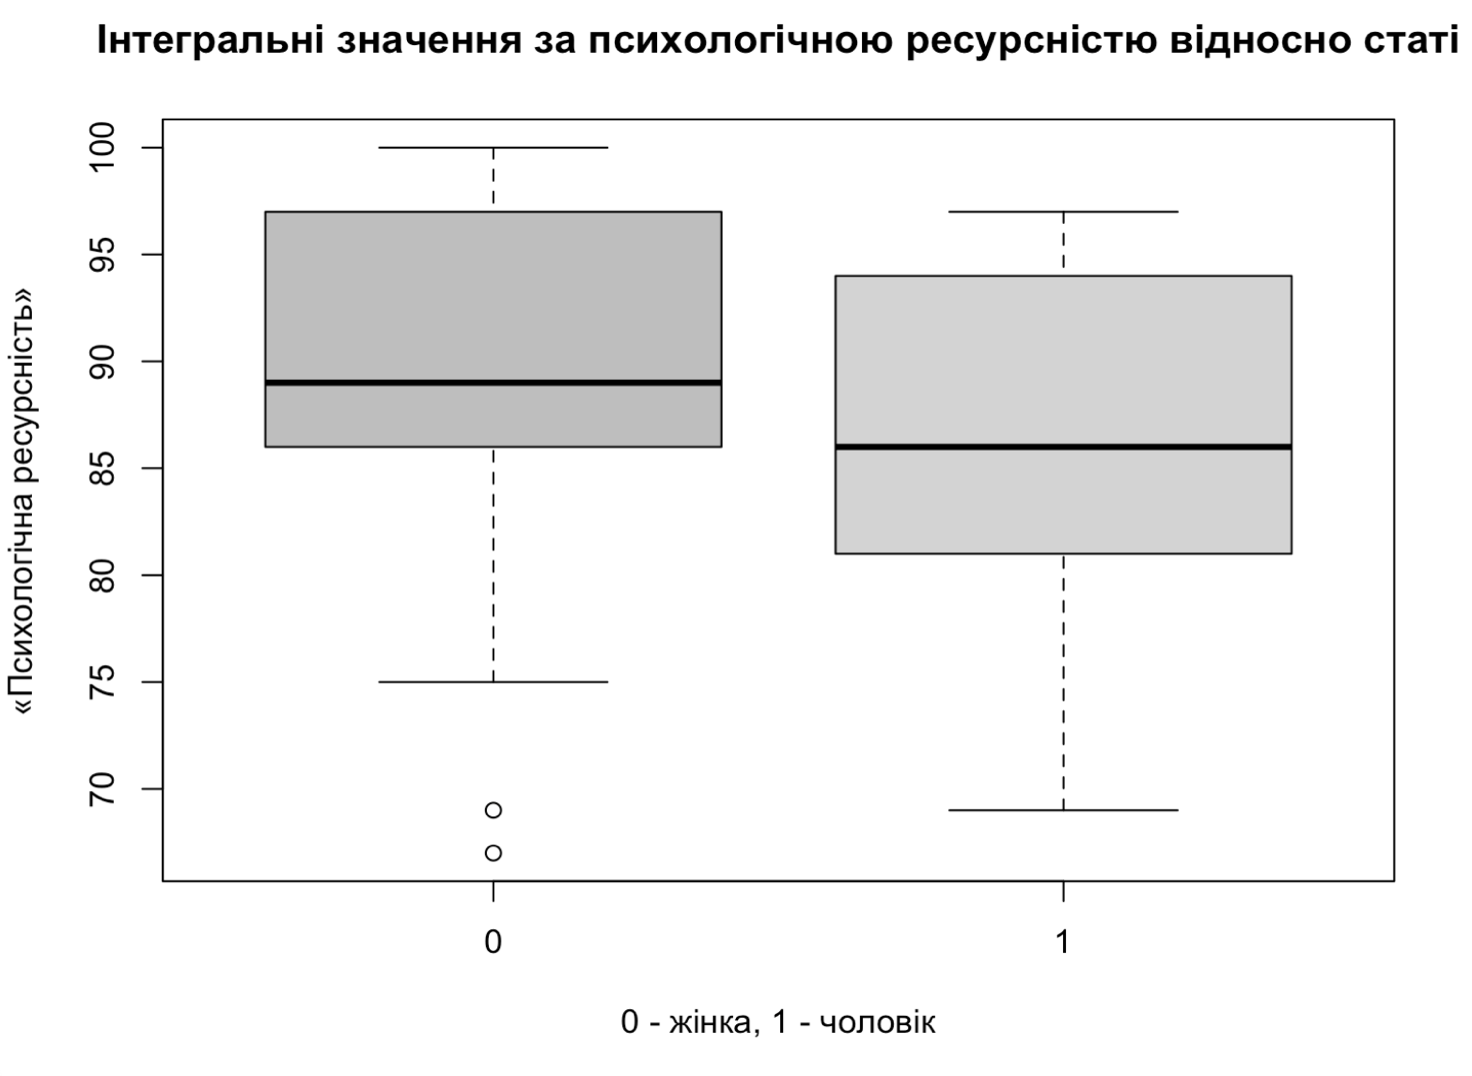 Інтегральні значення за психологічною ресурсністю відносно статі
«Психологічна ресурсність»
100
95
90
85
80
75
70
0 1
0 - жінка, 1 - чоловік